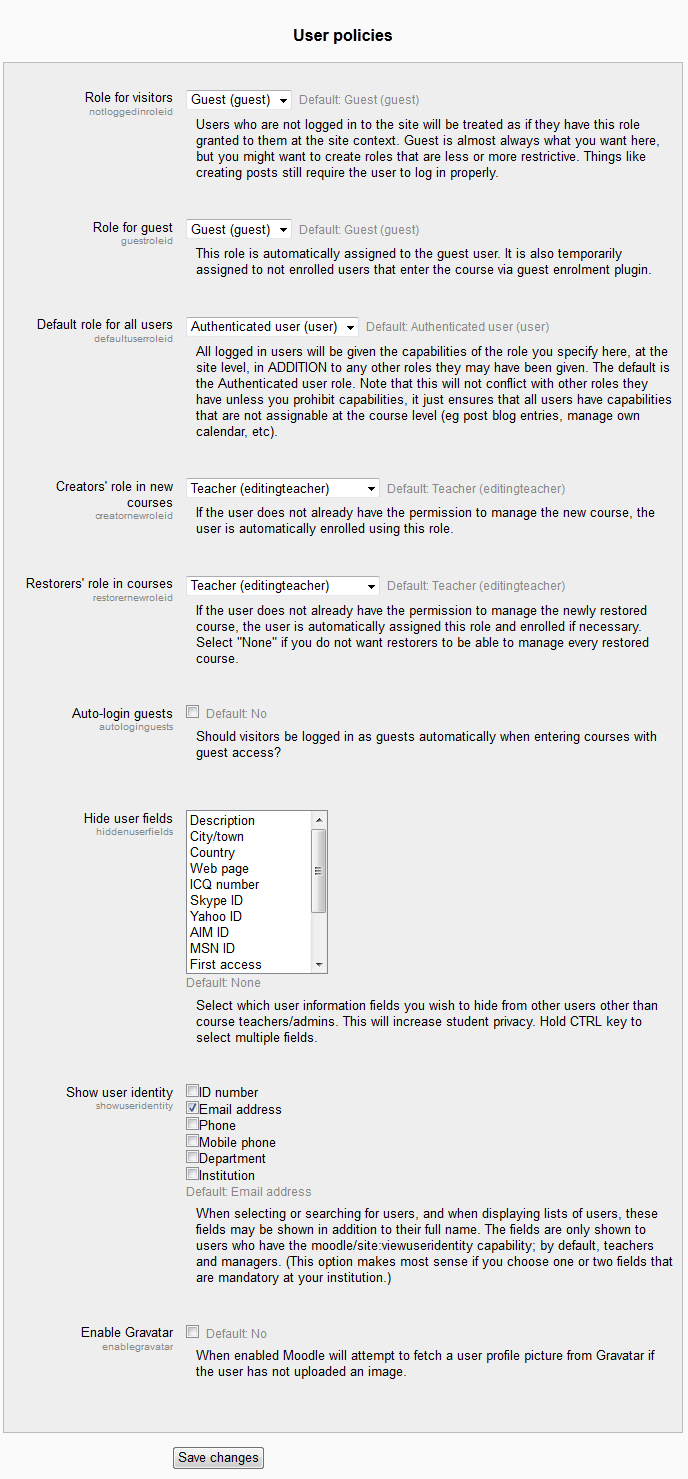 User policies
Role for visitors
notloggedinroleid
Guest (guest)
Default: Guest (guest)
Users who are not logged in to the site will be treated as if they have this role
granted to them at the site context. Guest is almost always what you want here,
but you might want to create roles that are less or more restrictive. Things like
creating posts still require the user to log in properly.
Role for guest
guestroleid
Guest (guest)
Default: Guest (guest)
This role is automatically assigned to the guest user. It is also temporarily
assigned to not enrolled users that enter the course via guest enrolment plugin.
Default role for all users
defaultuserroleid
Authenticated user (user)
Default: Authenticated user (user)
All logged in users will be given the capabilities of the role you specify here, at the
site level, in ADDITION to any other roles they may have been given. The default is
the Authenticated user role. Note that this will not conflict with other roles they
have unless you prohibit capabilities, it just ensures that all users have capabilities
that are not assignable at the course level (eg post blog entries, manage own
calendar, etc).
Creators' role in new
courses
creatornewroleid
Teacher (editingteacher)
Default: Teacher (editingteacher)
If the user does not already have the permission to manage the new course, the
user is automatically enrolled using this role.
Restorers' role in courses
restorernewroleid
Teacher (editingteacher)
Default: Teacher (editingteacher)
If the user does not already have the permission to manage the newly restored
course, the user is automatically assigned this role and enrolled if necessary.
Select "None" if you do not want restorers to be able to manage every restored
course.
Auto-login guests
autologinguests
Default: No
Should visitors be logged in as guests automatically when entering courses with
guest access?
Hide user fields
hiddenuserfields
Description
City/town
Country
Web page
ICQ number
Skype ID
Yahoo ID
AIM ID
MSN ID
First access
Default: None
Select which user information fields you wish to hide from other users other than
course teachers/admins. This will increase student privacy. Hold CTRL key to
select multiple fields.
Show user identity
showuseridentity
ID number
Email address
Phone
Mobile phone
Department
Institution
Default: Email address
When selecting or searching for users, and when displaying lists of users, these
fields may be shown in addition to their full name. The fields are only shown to
users who have the moodle/site:viewuseridentity capability; by default, teachers
and managers. (This option makes most sense if you choose one or two fields that
are mandatory at your institution.)
Enable Gravatar
enablegravatar
Default: No
When enabled Moodle will attempt to fetch a user profile picture from Gravatar if
the user has not uploaded an image.
Save changes